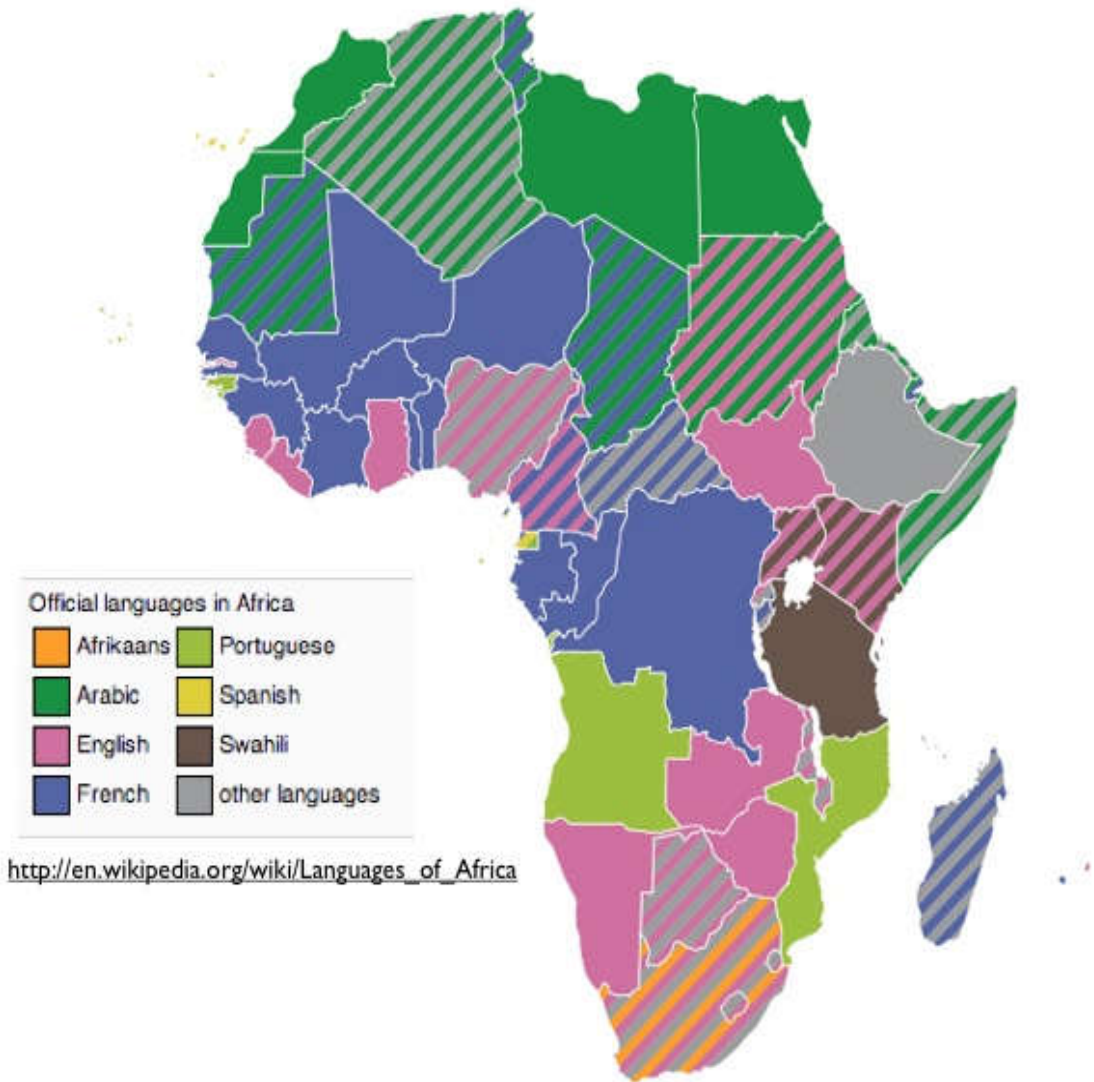 Official languages in Africa
Afrikaans Portuguese
Arabic Spanish
English Swahili
French other languages
http://en.wikipedia.org/wiki/Languages_of_Africa